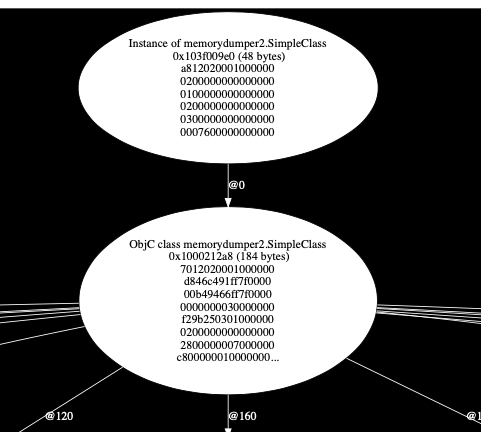 Instance of memorydumper2.SimpleClass
0x103f009e0 (48 bytes)
a812020001000000
0200000000000000
0100000000000000
0200000000000000
0300000000000000
0007600000000000
@0
ObjC class memorydumper2.SimpleClass
0x1000212a8 (184 bytes)
7012020001000000
d846c491ff7f0000
00b49466ff7f0000
0000000030000000
f29b250301000000
0200000000000000
2800000007000000
c800000010000000...
@120
@160